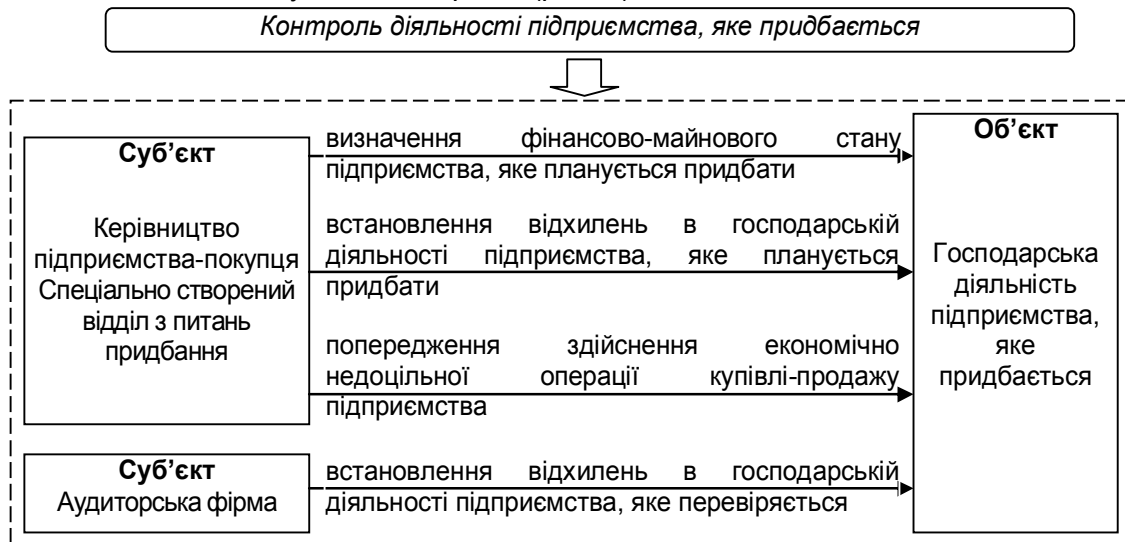 Контроль діяльності підприємства, яке придбається
Суб’єкт
Керівництво
підприємства-покупця
Спеціально створений
відділ з питань
придбання
визначення фінансово-майнового стану
підприємства, яке планується придбати
встановлення відхилень в господарській
діяльності підприємства, яке планується
придбати
попередження здійснення економічно
недоцільної операції купівлі-продажу
підприємства
Об’єкт
Господарська
діяльність
підприємства,
яке
придбається
Суб’єкт
Аудиторська фірма
встановлення відхилень в господарській
діяльності підприємства, яке перевіряється